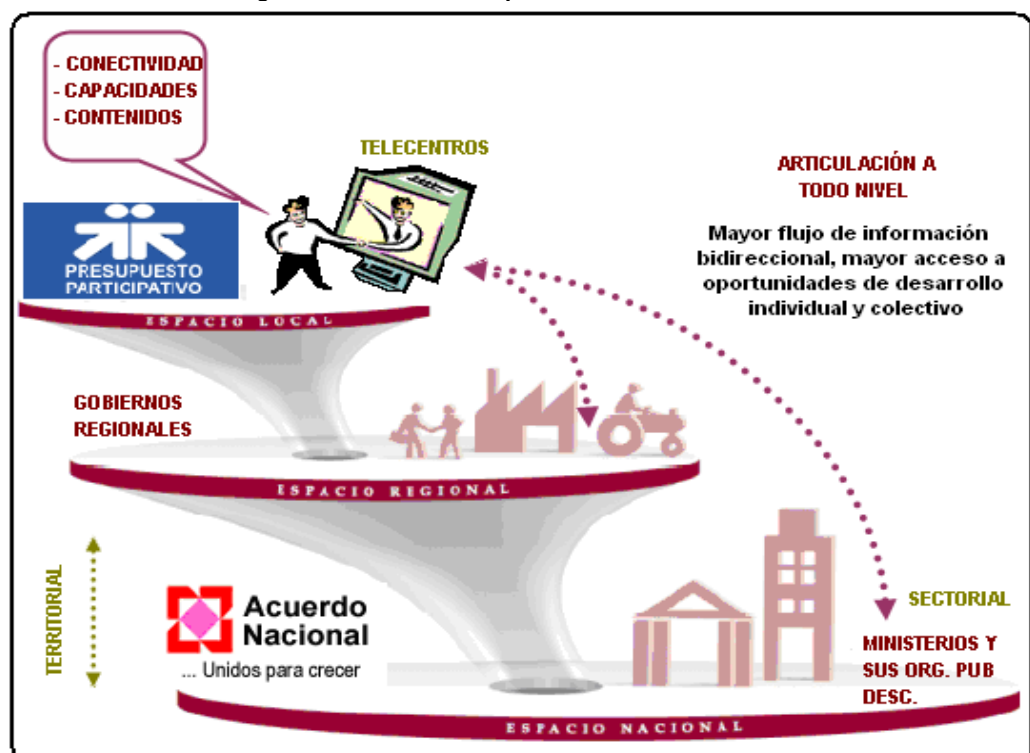 - CONECTIVIDAD
- CAPACIDADES
- CONTENIDOS
TELECENTROS
ARTICULACIÓN A
TODO NIVEL
Mayor flujo de información
bidireccional, mayor acceso a
oportunidades de desarrollo
individual y colectivo
PRESUPUESTO
PARTICIPATIVO
ESPACIO LOCAL
GOBIERNOS
REGIONALES
ESPACIO REGIONAL
TERRITORIAL
Acuerdo
Nacional
... Unidos para crecer
SECTORIAL
MINISTERIOS Y
SUS ORG. PUB
DESC.
ESPACIO NACIONAL